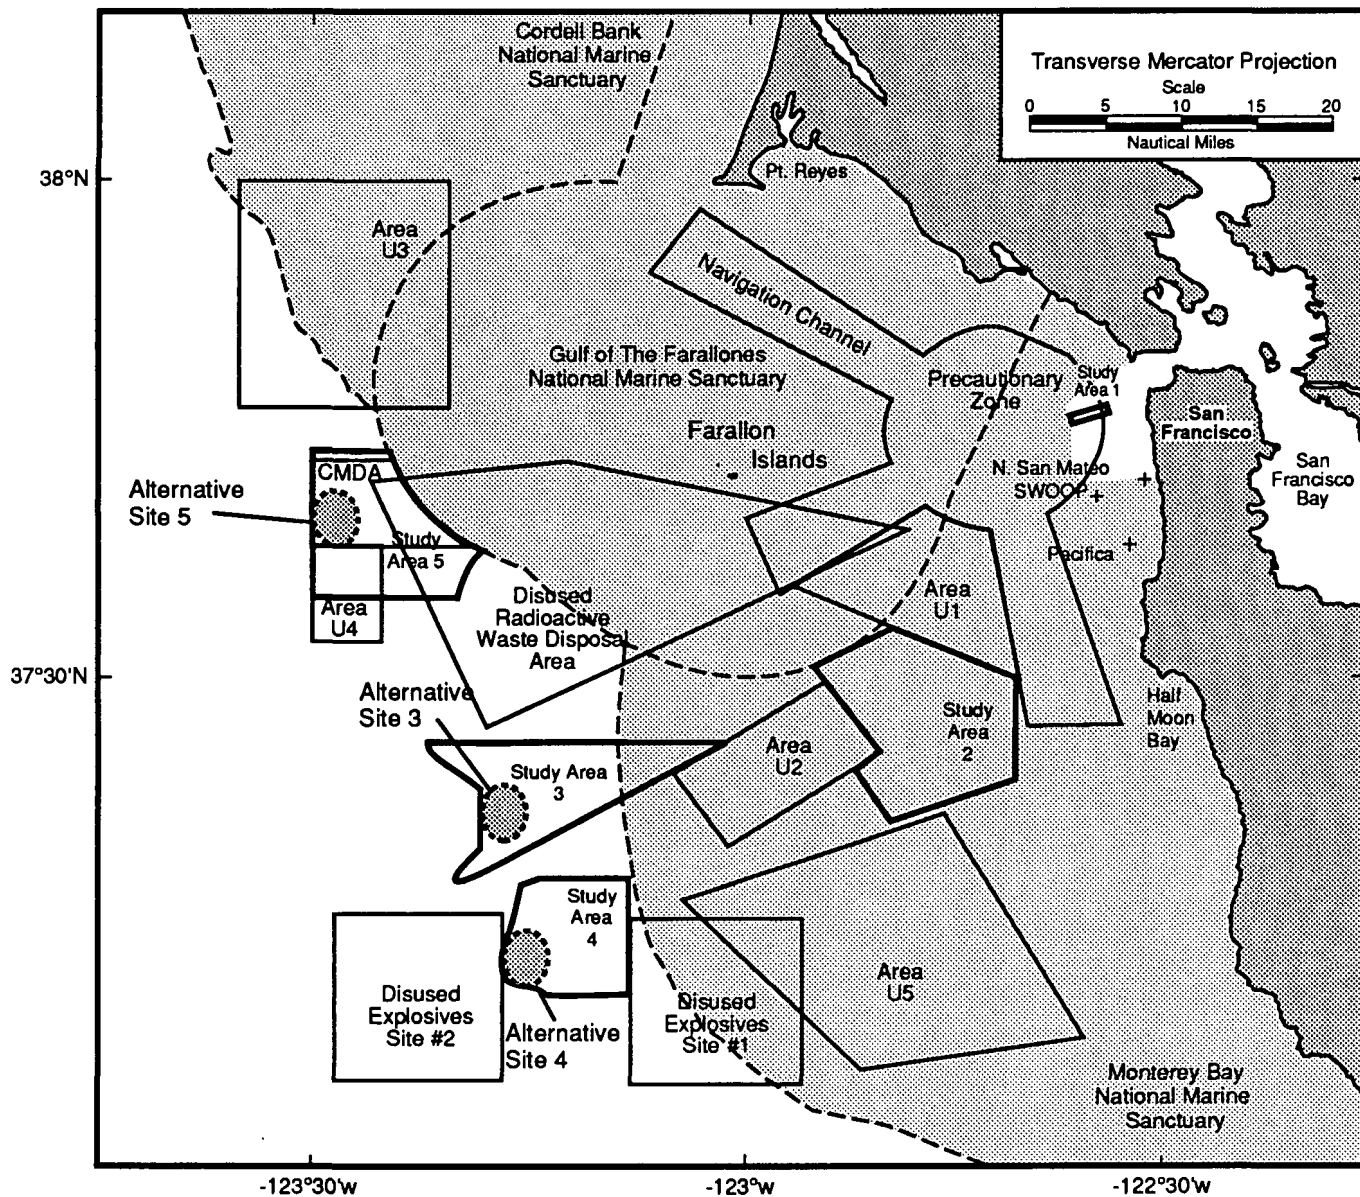 Cordell Bank
National Marine
Sanctuary
Transverse Mercator Projection
Scale
0 5 10 15 20
Nautical Miles
38°N
Pt. Reyes
Area
U3
Navigation Channel
Gulf of The Farallones
National Marine Sanctuary
Precautionary
Zone
Study
Area 1
San
Francisco
Farallon
Islands
CMDA
N. San Mateo
SWOOP
San
Francisco
Bay
Alternative
Site 5
Study
Area 5
Pacifica
Area
U4
Disused
Radioactive
Waste Disposal
Area
Area
U1
37°30'N
Alternative
Site 3
Half
Moon
Bay
Study
Area
2
Area
U2
Study Area
3
Study
Area
4
Area
U5
Disused
Explosives
Site #2
Disused
Explosives
Site #1
Alternative
Site 4
Monterey Bay
National Marine
Sanctuary
-123°30'W
-123°W
-122°30'W